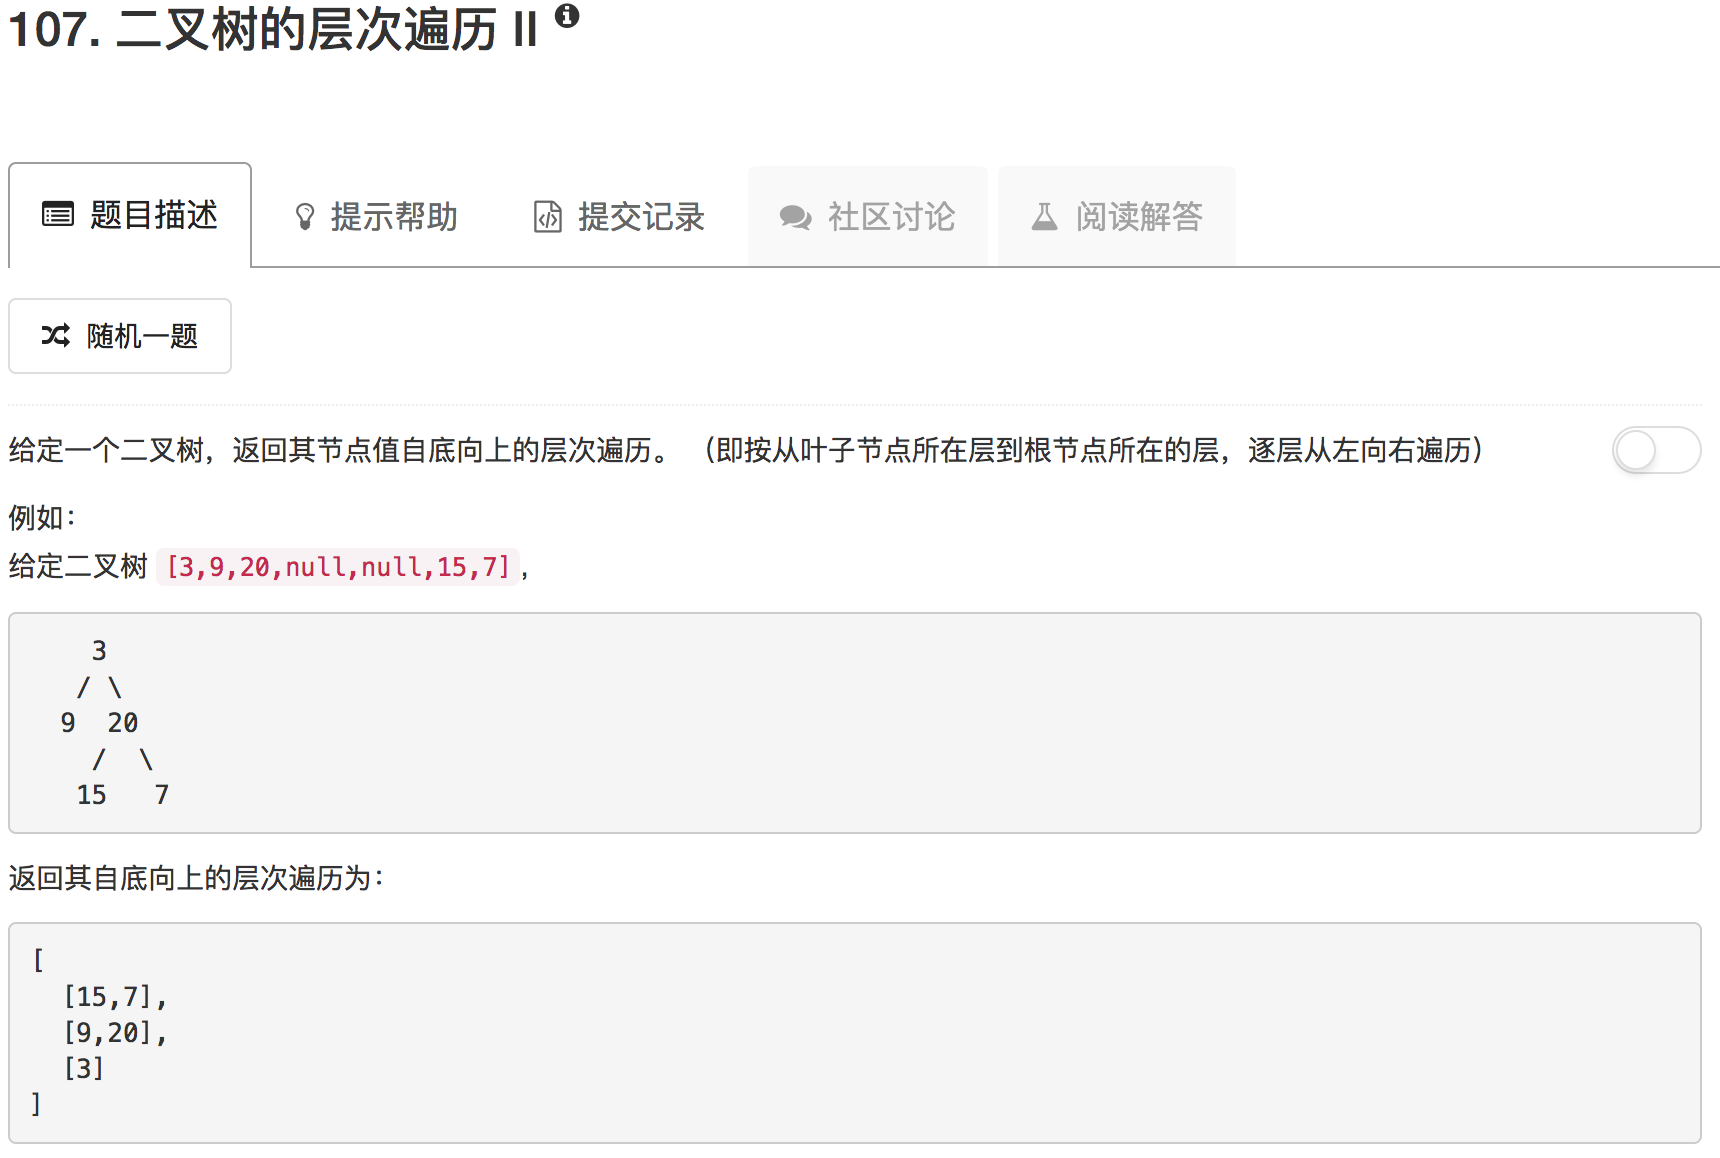 107. 二叉树的层次遍历 II
题目描述 提示帮助 提交记录 社区讨论 阅读解答
随机一题
给定一个二叉树，返回其节点值自底向上的层次遍历。 （即按从叶子节点所在层到根节点所在的层，逐层从左向右遍历）
例如：
给定二叉树 [3,9,20,null,null,15,7],
3
/ \
9  20
/  \
15   7
返回其自底向上的层次遍历为：
[
[15,7],
[9,20],
[3]
]